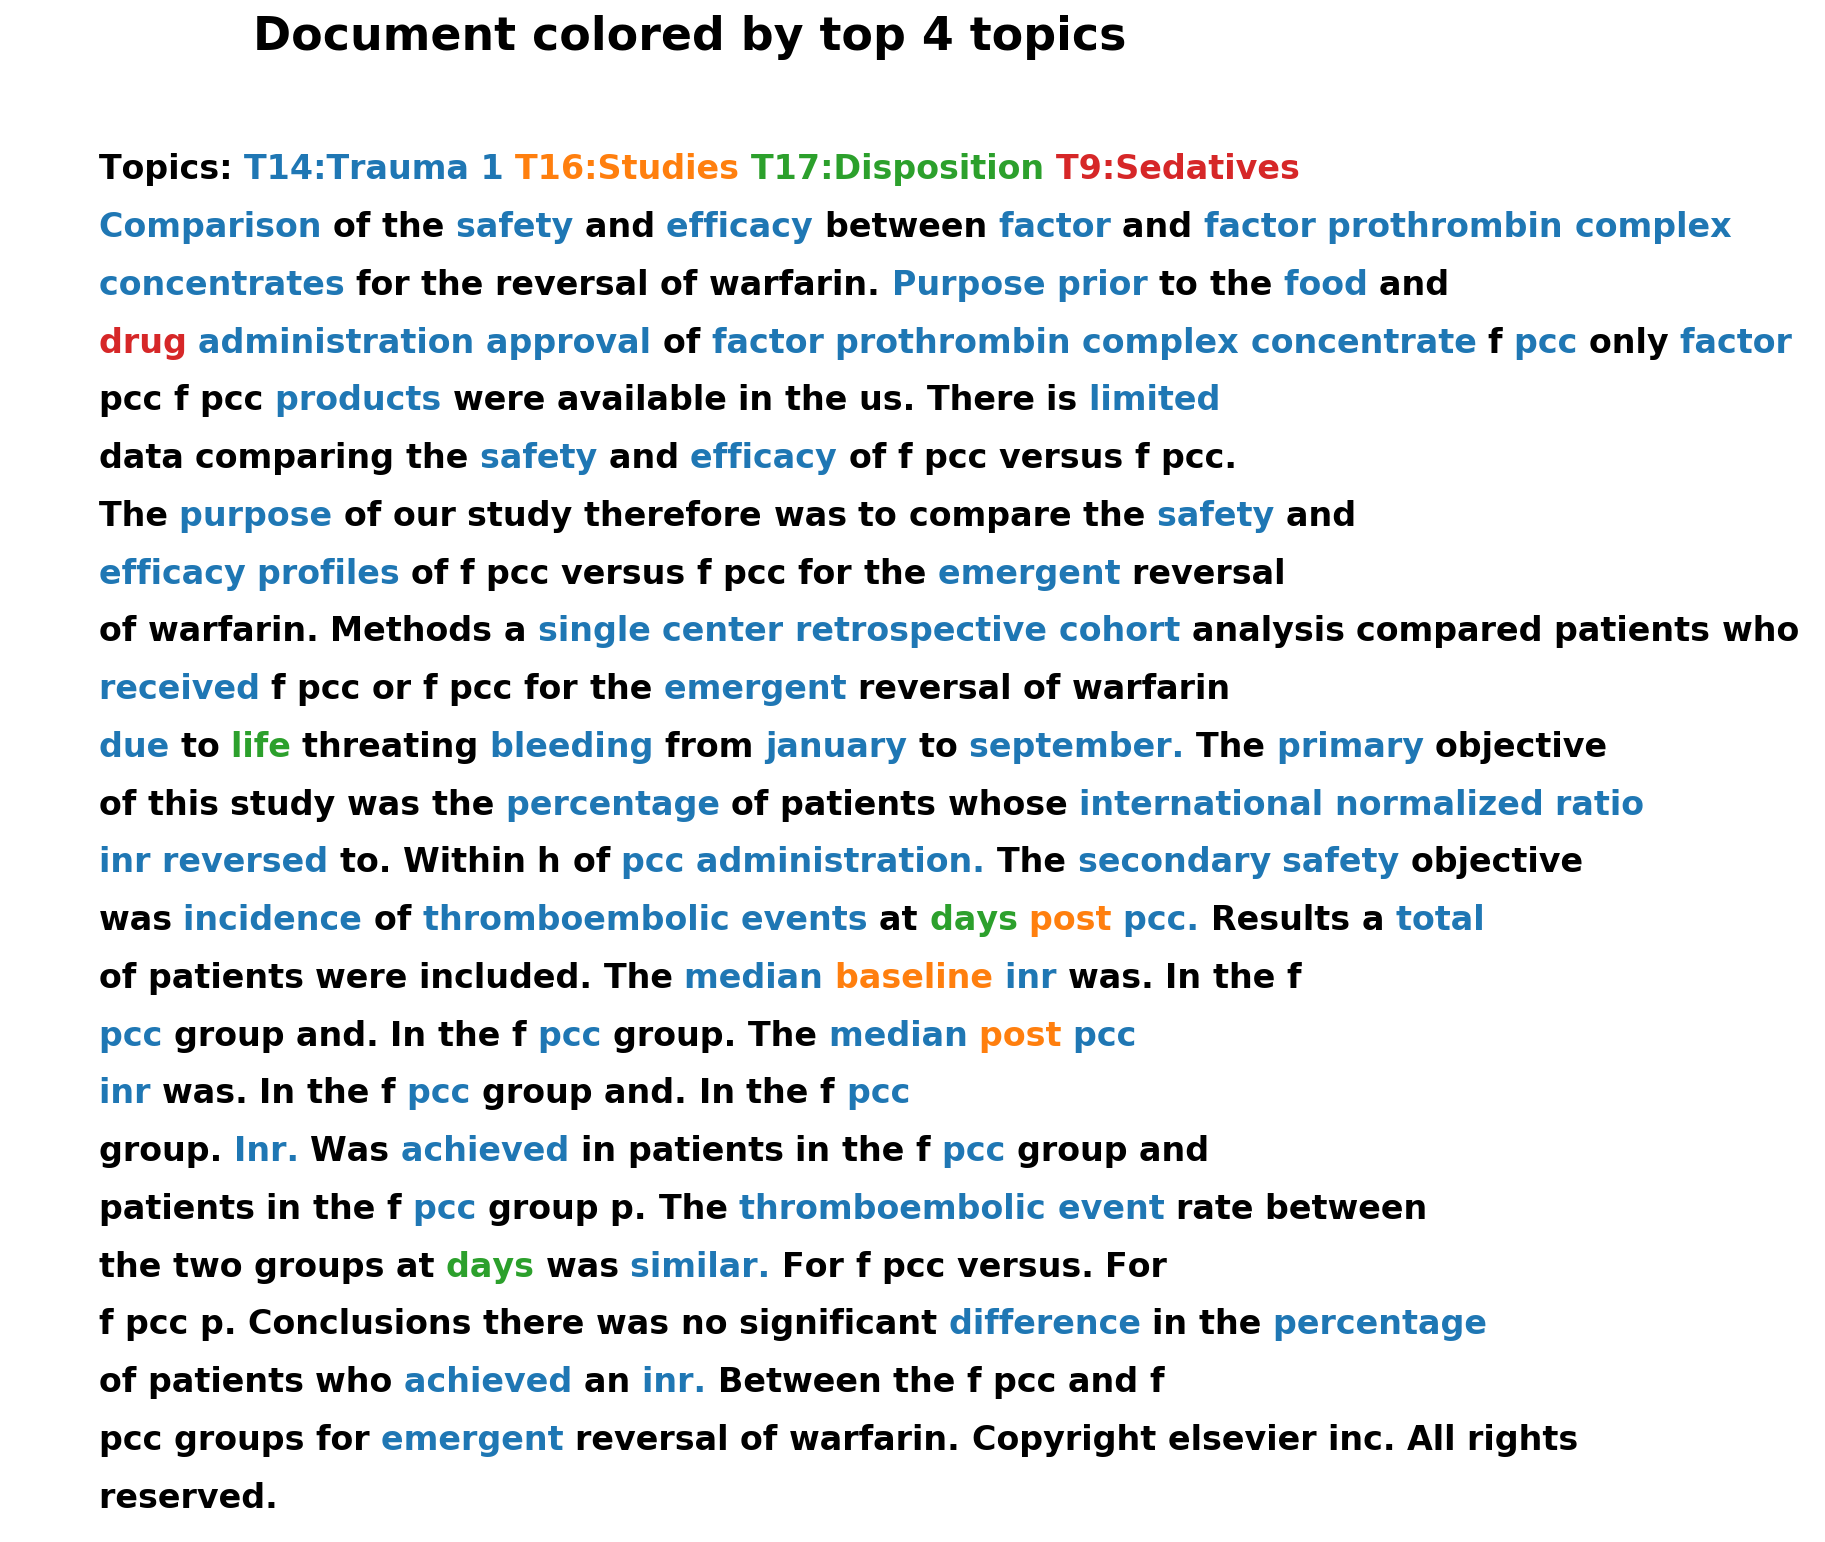 Document colored by top 4 topics
Topics: T14:Trauma 1 T16:Studies T17:Disposition T9:Sedatives
Comparison of the safety and efficacy between factor and factor prothrombin complex
concentrates for the reversal of warfarin. Purpose prior to the food and
drug administration approval of factor prothrombin complex concentrate f pcc only factor
pcc f pcc products were available in the us. There is limited
data comparing the safety and efficacy of f pcc versus f pcc.
The purpose of our study therefore was to compare the safety and
efficacy profiles of f pcc versus f pcc for the emergent reversal
of warfarin. Methods a single center retrospective cohort analysis compared patients who
received f pcc or f pcc for the emergent reversal of warfarin
due to life threating bleeding from january to september. The primary objective
of this study was the percentage of patients whose international normalized ratio
inr reversed to. Within h of pcc administration. The secondary safety objective
was incidence of thromboembolic events at days post pcc. Results a total
of patients were included. The median baseline inr was. In the f
pcc group and. In the f pcc group. The median post pcc
inr was. In the f pcc group and. In the f pcc
group. Inr. Was achieved in patients in the f pcc group and
patients in the f pcc group p. The thromboembolic event rate between
the two groups at days was similar. For f pcc versus. For
f pcc p. Conclusions there was no significant difference in the percentage
of patients who achieved an inr. Between the f pcc and f
pcc groups for emergent reversal of warfarin. Copyright elsevier inc. All rights
reserved.